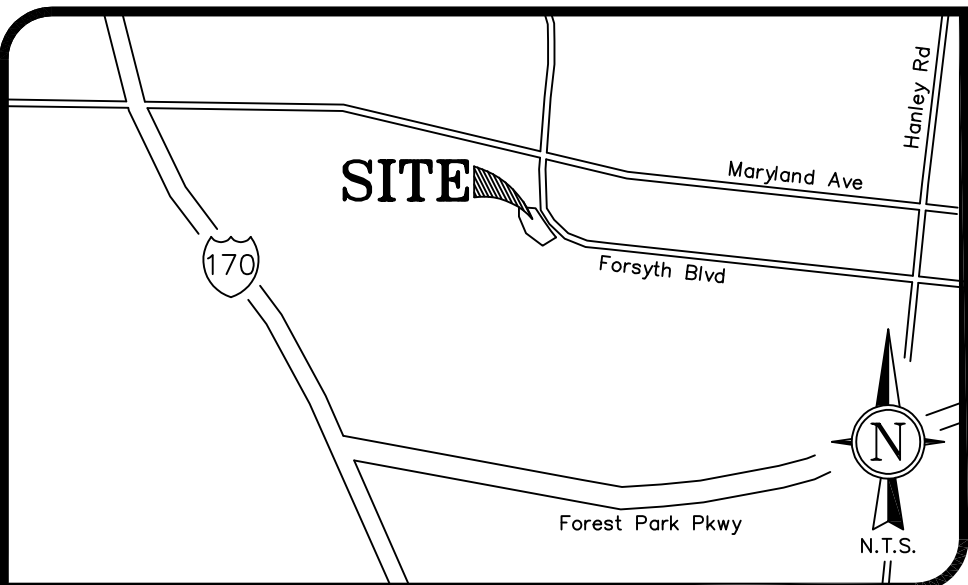 Hanley Rd
Maryland Ave
SITE
170
Forsyth Blvd
N
Forest Park Pkwy
N.T.S.